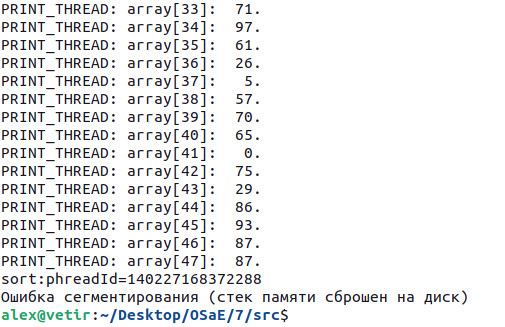 PRINT_THREAD: array[33]:  71.
PRINT_THREAD: array[34]:  97.
PRINT_THREAD: array[35]:  61.
PRINT_THREAD: array[36]:  26.
PRINT_THREAD: array[37]:   5.
PRINT_THREAD: array[38]:  57.
PRINT_THREAD: array[39]:  70.
PRINT_THREAD: array[40]:  65.
PRINT_THREAD: array[41]:   0.
PRINT_THREAD: array[42]:  75.
PRINT_THREAD: array[43]:  29.
PRINT_THREAD: array[44]:  86.
PRINT_THREAD: array[45]:  93.
PRINT_THREAD: array[46]:  87.
PRINT_THREAD: array[47]:  87.
sort:phreadId=140227168372288
Ошибка сегментирования (стек памяти сброшен на диск)
alex@vetir:~/Desktop/OSaE/7/src$